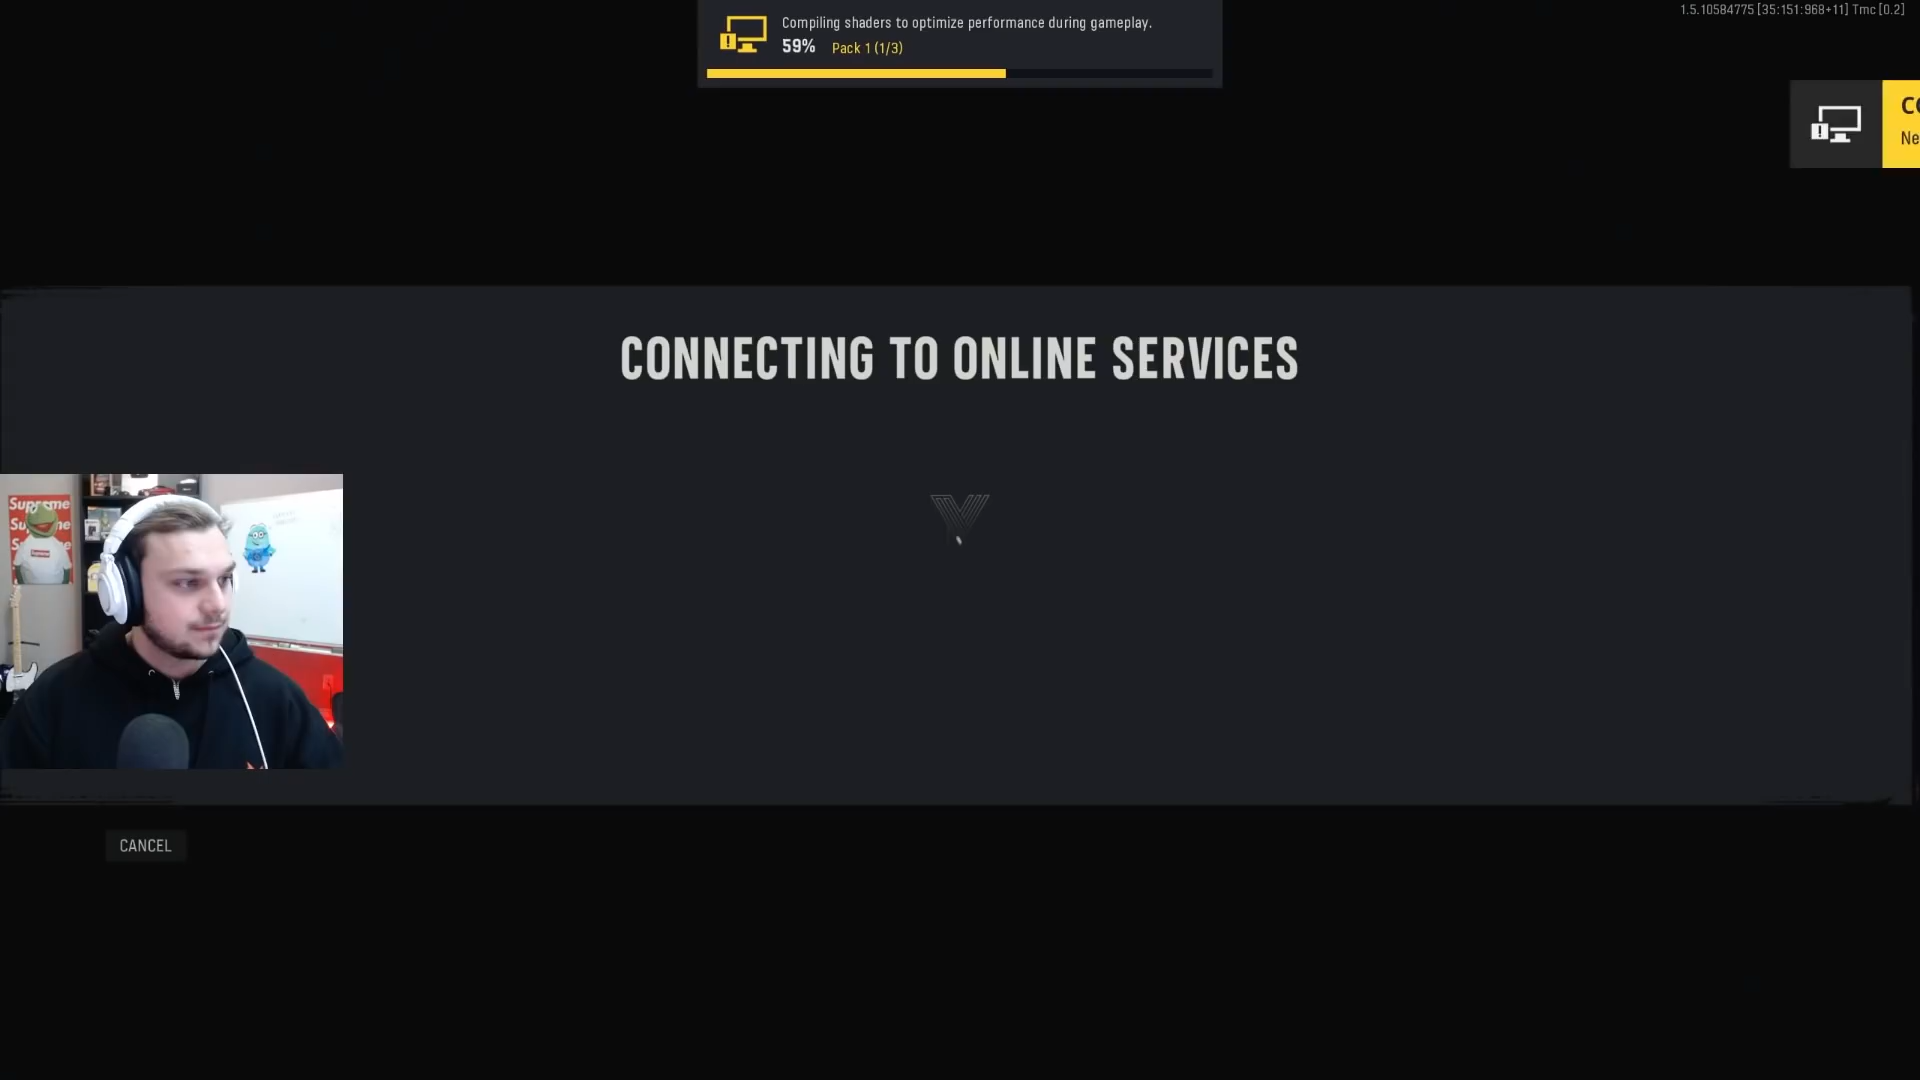 1.5.10584775 [35:151:968+11] Tmc [0.2]
Compiling shaders to optimize performance during gameplay.
59% Pack 1 (1/3)
CONNECTING TO ONLINE SERVICES
Supreme
CANCEL